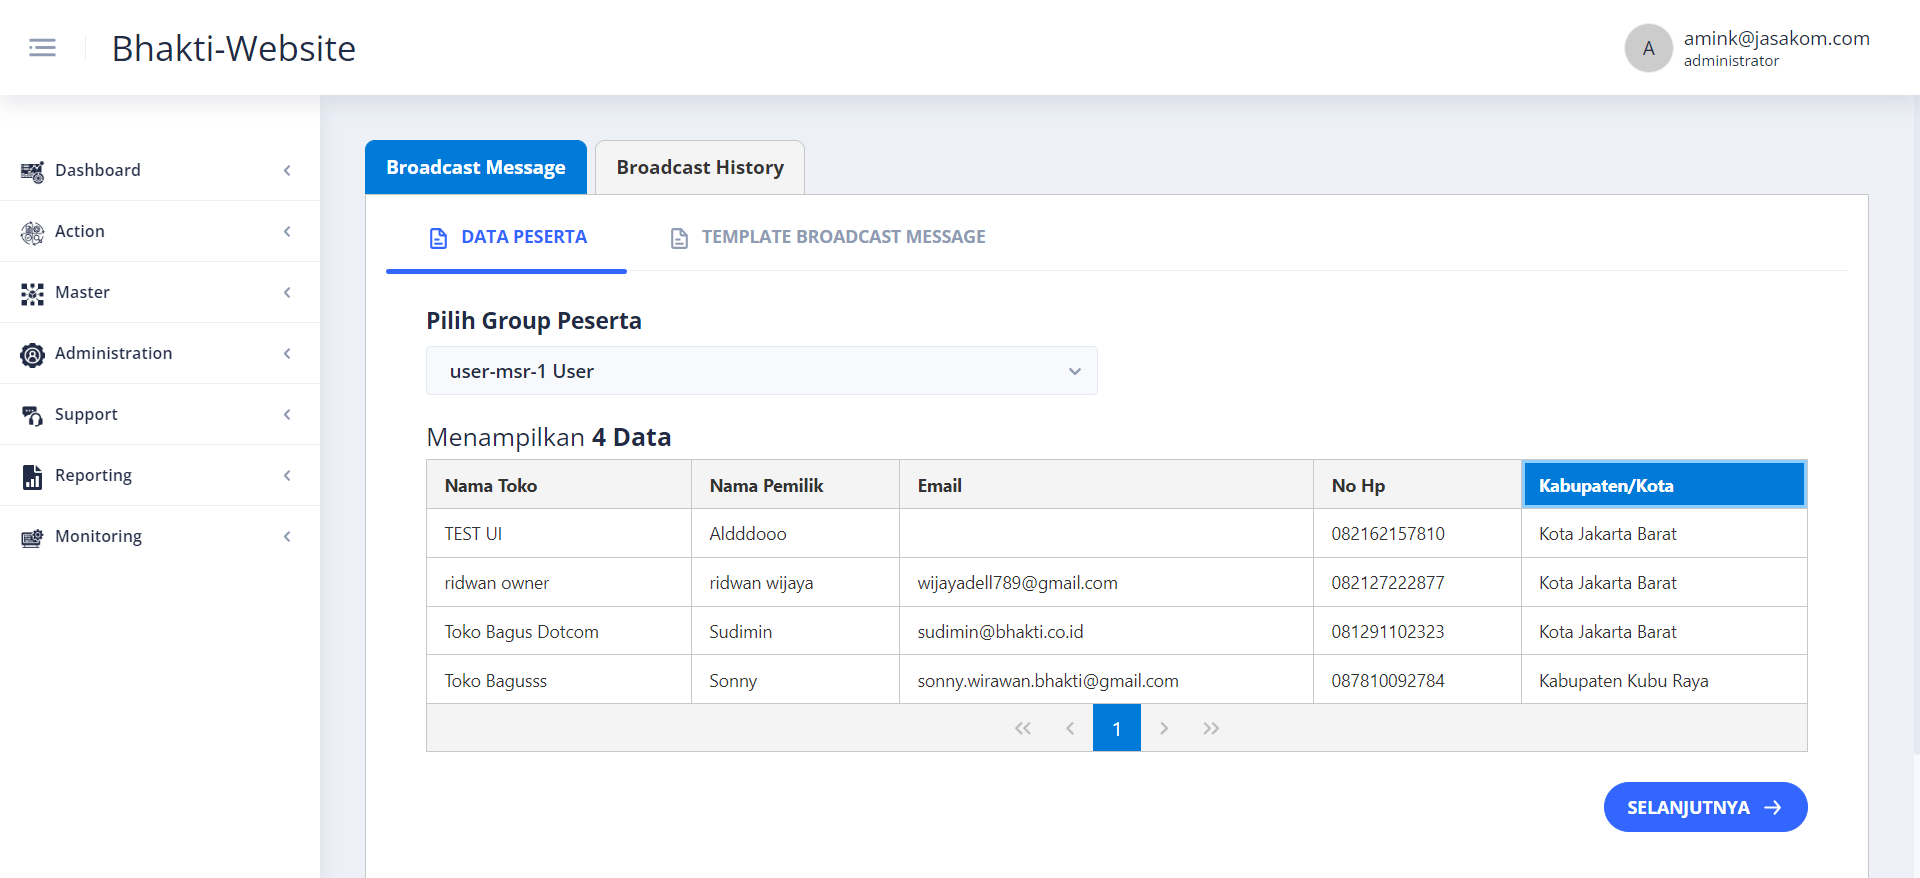 Bhakti-Website
A
amink@jasakom.com
administrator
Dashboard
Action
Master
Administration
Support
Reporting
Monitoring
Broadcast Message
Broadcast History
DATA PESERTA
TEMPLATE BROADCAST MESSAGE
Pilih Group Peserta
user-msr-1 User
Menampilkan 4 Data
Nama Toko Nama Pemilik Email No Hp Kabupaten/Kota
TEST UI Aldddooo 082162157810 Kota Jakarta Barat
ridwan owner ridwan wijaya wijayadell789@gmail.com 082127222877 Kota Jakarta Barat
Toko Bagus Dotcom Sudimin sudimin@bhakti.co.id 081291102323 Kota Jakarta Barat
Toko Bagusss Sonny sonny.wirawan.bhakti@gmail.com 087810092784 Kabupaten Kubu Raya
1
SELANJUTNYA